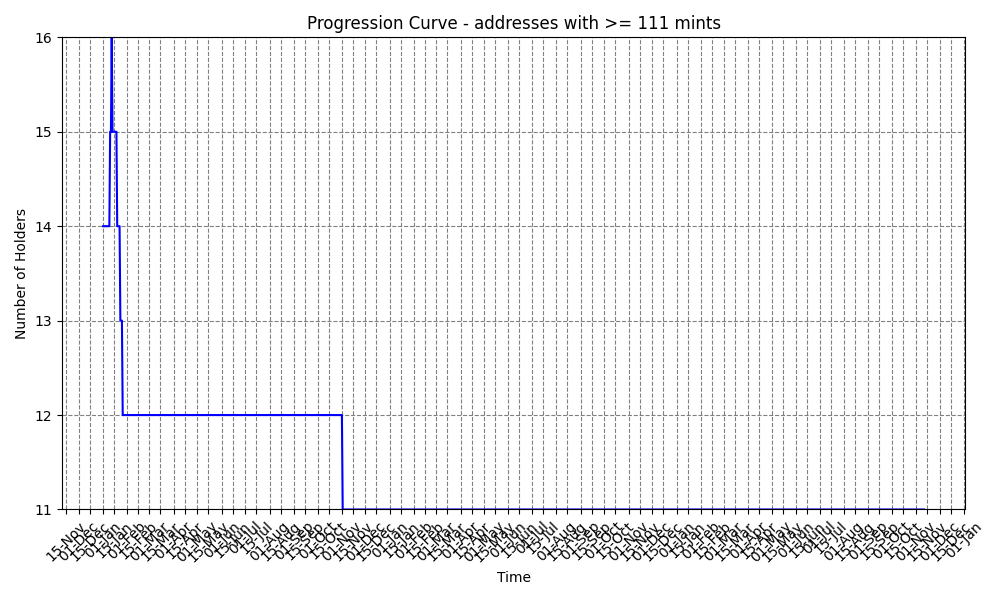 Progression Curve - addresses with >= 111 mints
Number of Holders
16
15
14
13
12
11
15-Nov
01-Dec
15-Dec
01-Jan
15-Jan
01-Feb
15-Feb
01-Mar
15-Mar
01-Apr
15-Apr
01-May
15-May
01-Jun
15-Jun
01-Jul
15-Jul
01-Aug
15-Aug
01-Sep
15-Sep
01-Oct
15-Oct
01-Nov
15-Nov
01-Dec
15-Dec
01-Jan
15-Jan
01-Feb
15-Feb
01-Mar
15-Mar
01-Apr
15-Apr
01-May
15-May
01-Jun
15-Jun
01-Jul
15-Jul
01-Aug
15-Aug
01-Sep
15-Sep
01-Oct
15-Oct
01-Nov
15-Nov
01-Dec
15-Dec
01-Jan
15-Jan
01-Feb
15-Feb
01-Mar
15-Mar
01-Apr
15-Apr
01-May
15-May
01-Jun
15-Jun
01-Jul
15-Jul
01-Aug
15-Aug
01-Sep
15-Sep
01-Oct
15-Oct
01-Nov
15-Nov
01-Dec
15-Dec
01-Jan
Time